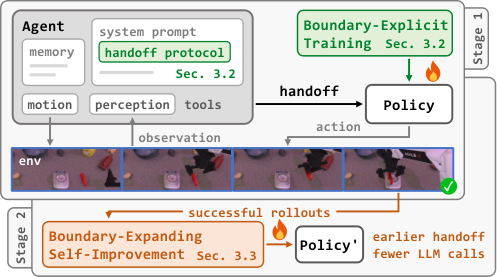 Agent
memory
system prompt
handoff protocol
Sec. 3.2
motion
perception
tools
Boundary-Explicit
Training Sec. 3.2
Stage 1
handoff
Policy
observation
action
env
Stage 2
successful rollouts
Boundary-Expanding
Self-Improvement Sec. 3.3
Policy'
earlier handoff
fewer LLM calls